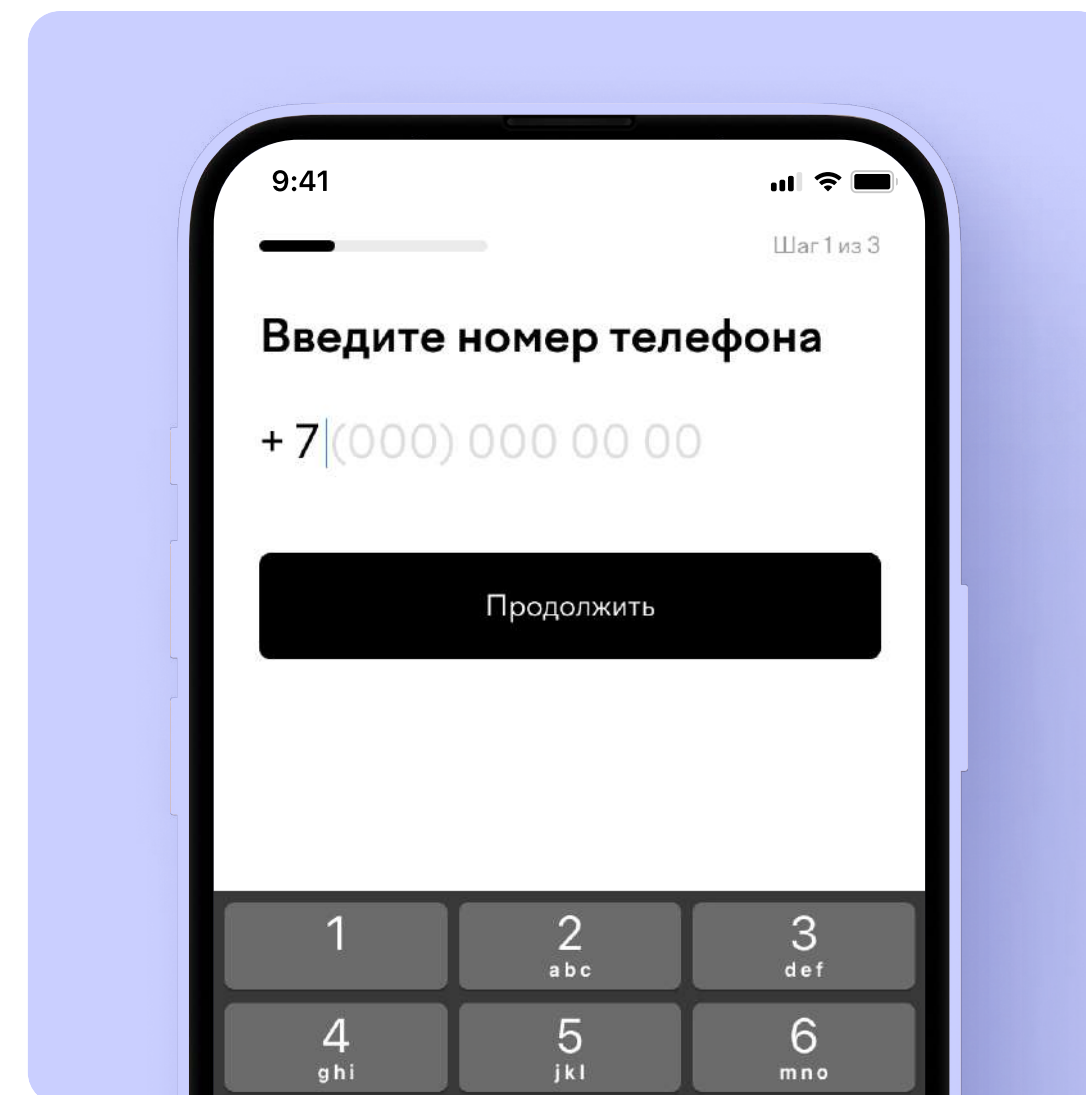 9:41
Шаг 1 из 3
Введите номер телефона
+ 7 (000) 000 00 00
Продолжить
1 2 3
abc def
4 5 6
ghi jkl mno